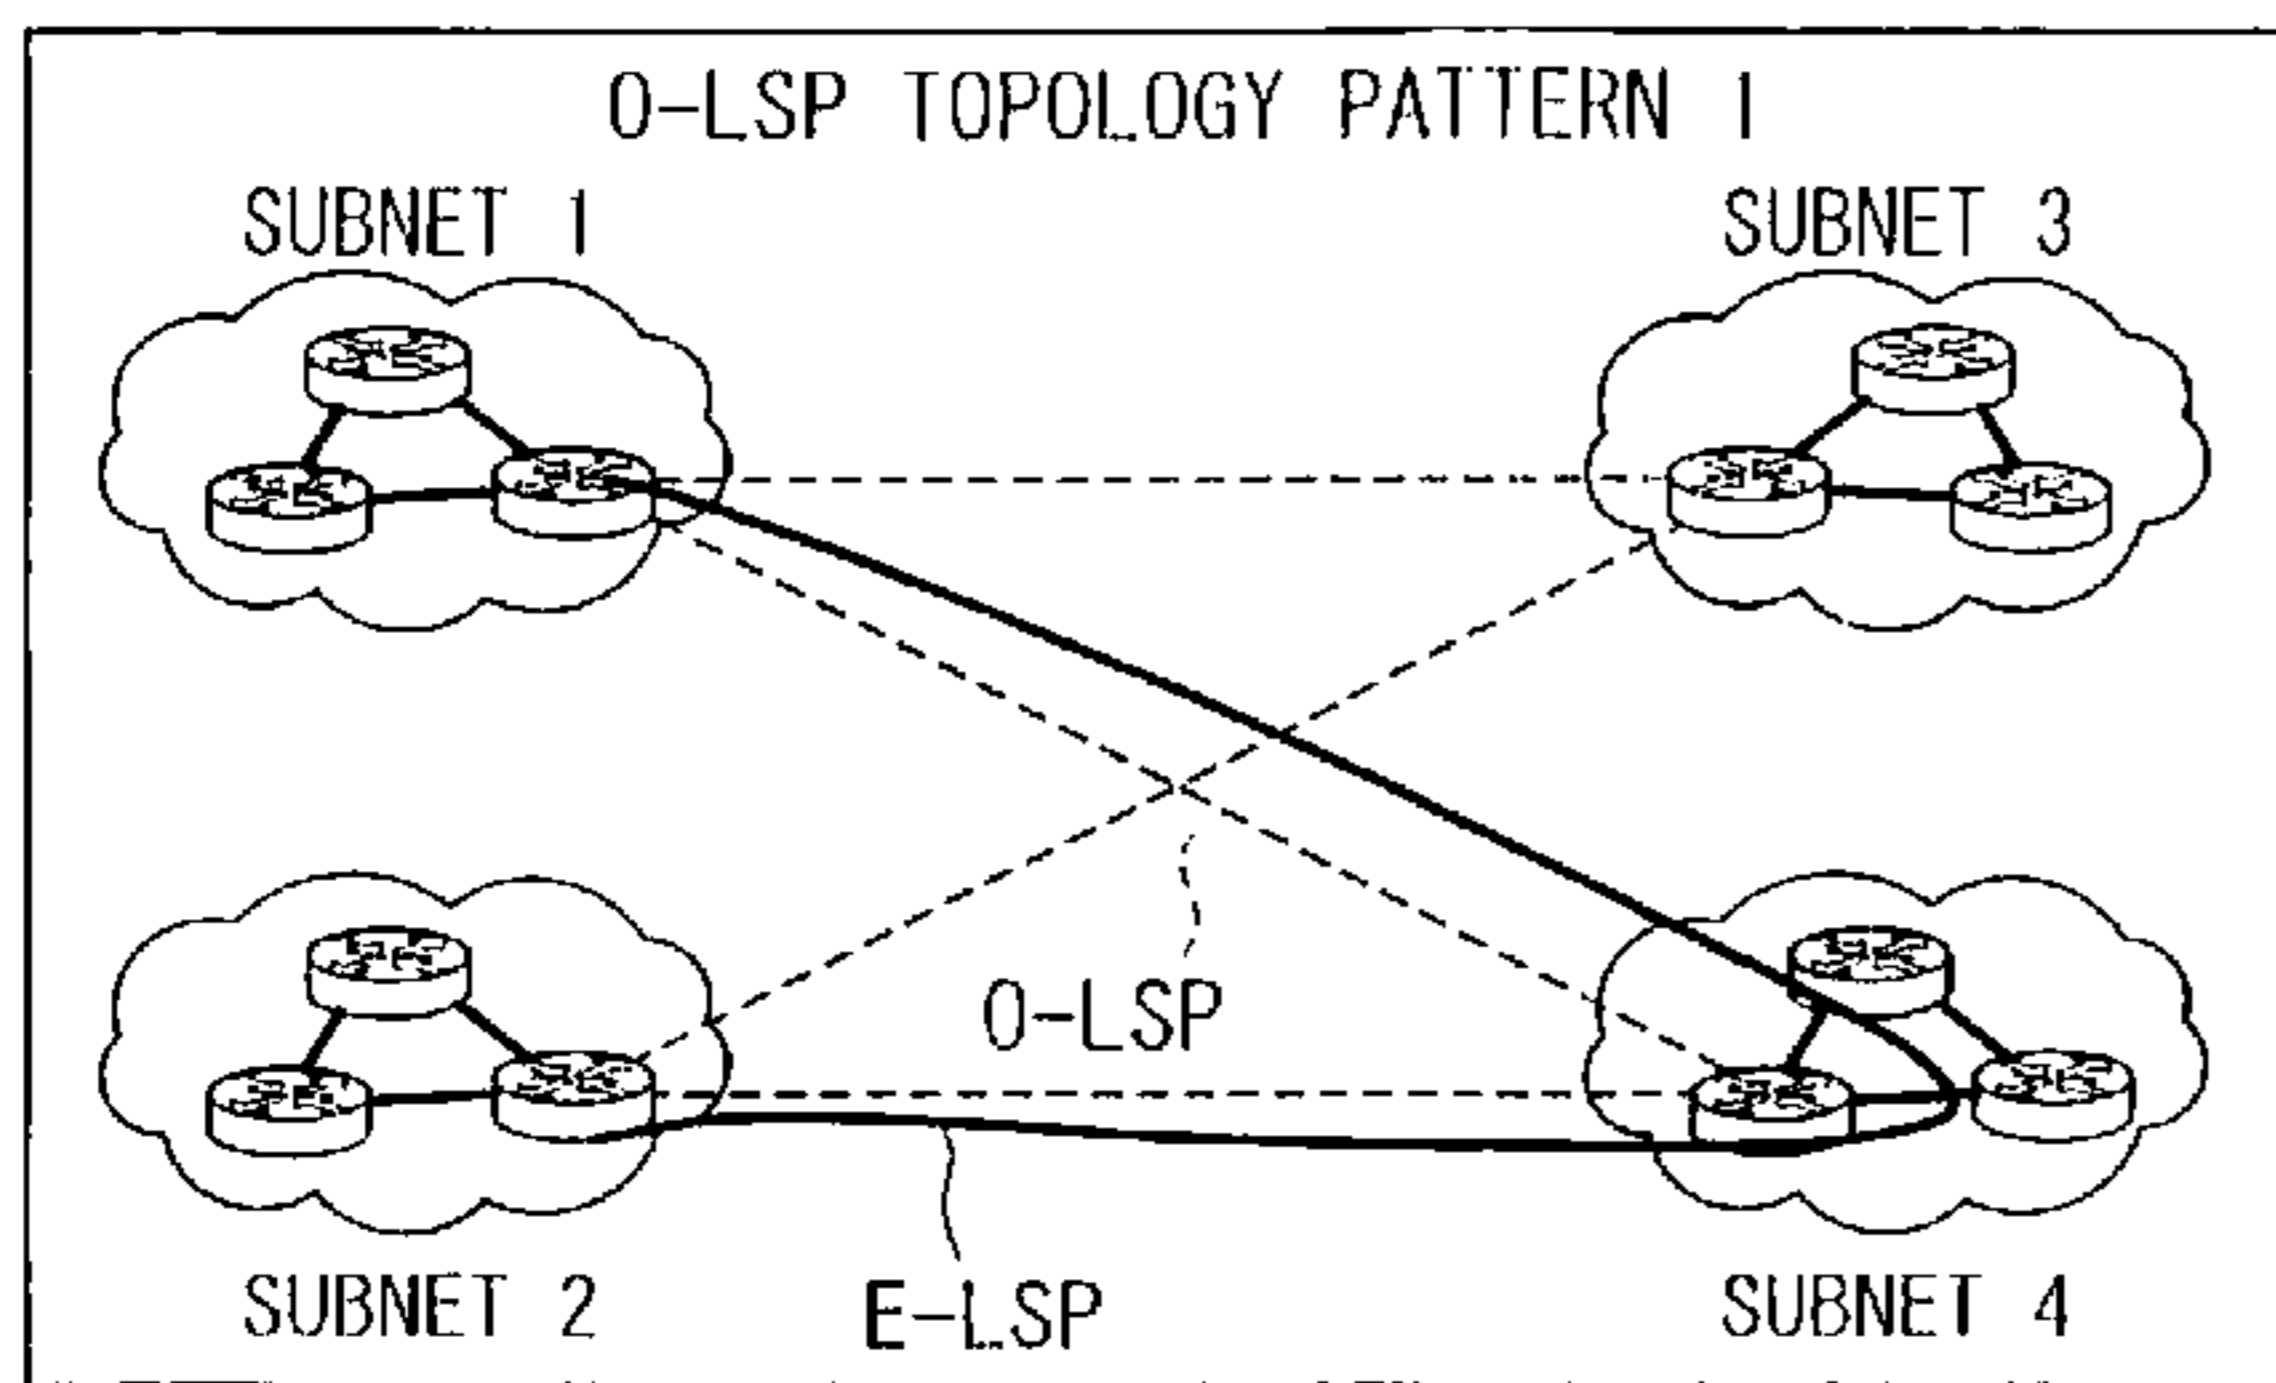 O-LSP TOPOLOGY PATTERN 1
SUBNET 1
SUBNET 3
O-LSP
SUBNET 2
E-LSP
SUBNET 4